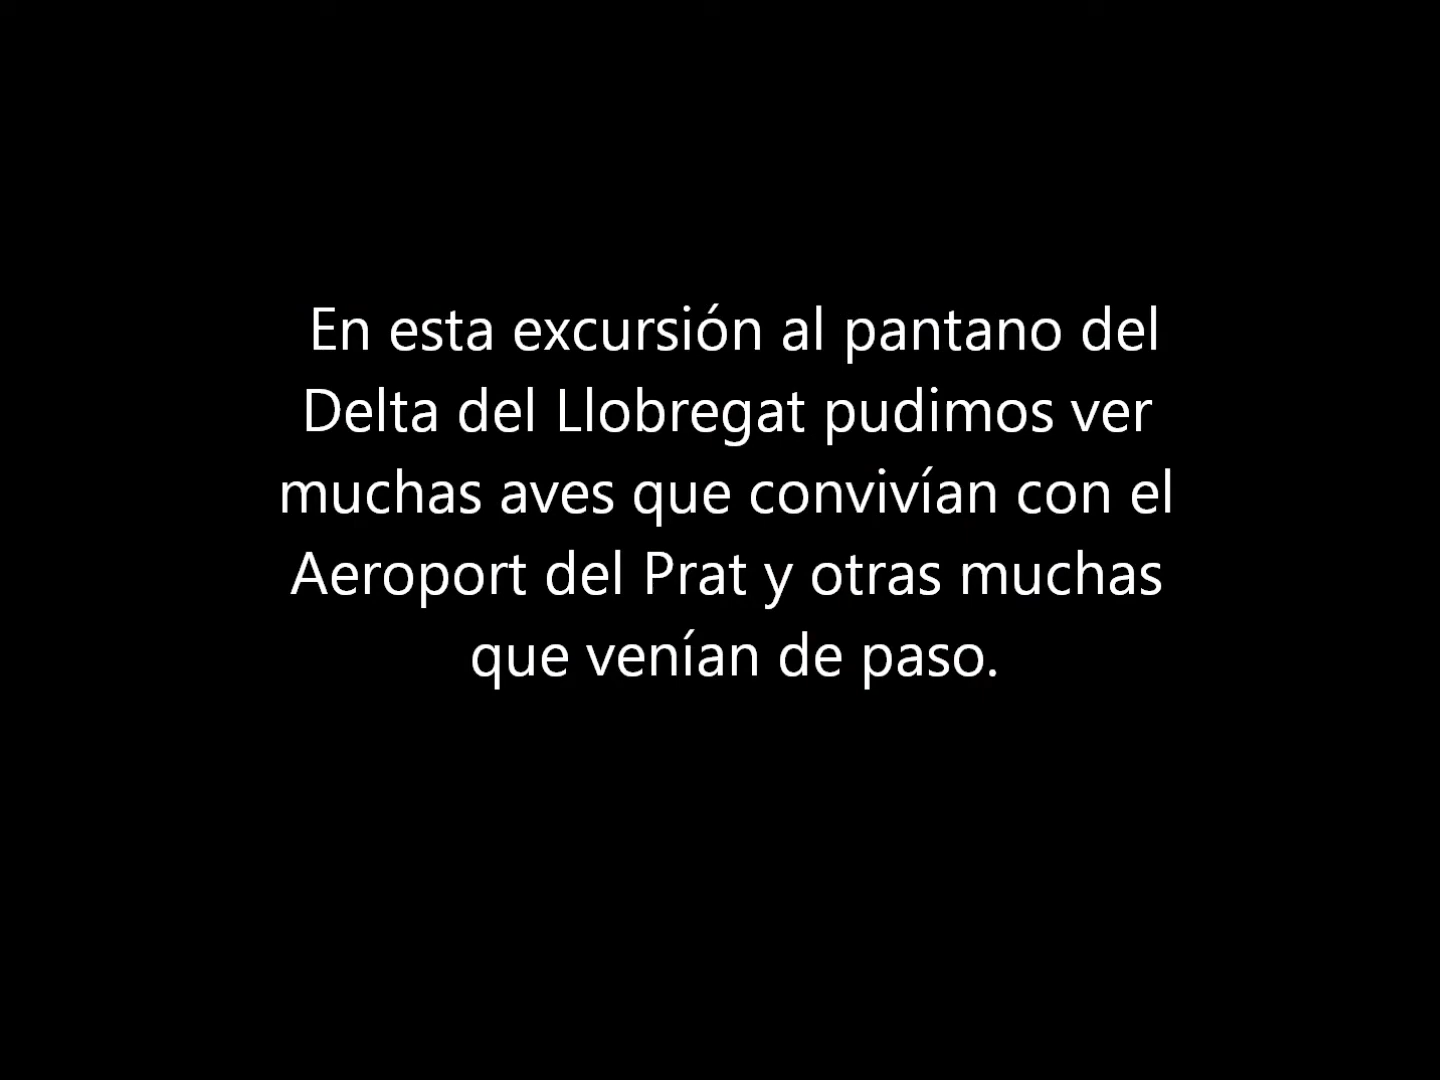 En esta excursión al pantano del
Delta del Llobregat pudimos ver
muchas aves que convivían con el
Aeroport del Prat y otras muchas
que venían de paso.